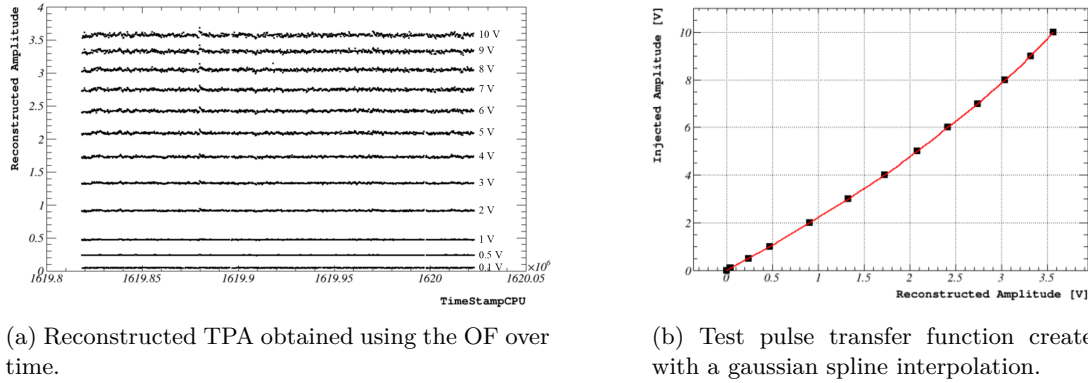 Reconstructed Amplitude
4
3.5
3
2.5
2
1.5
1
0.5
0
10 V
9 V
8 V
7 V
6 V
5 V
4 V
3 V
2 V
1 V
0.5 V
0.1 V
1619.8 1619.85 1619.9 1619.95 1620 1620.05
×10⁶
TimeStampCPU
(a) Reconstructed TPA obtained using the OF over
time.
Injected Amplitude [V]
10
8
6
4
2
0
0 0.5 1 1.5 2 2.5 3 3.5
Reconstructed Amplitude [V]
(b) Test pulse transfer function create
with a gaussian spline interpolation.